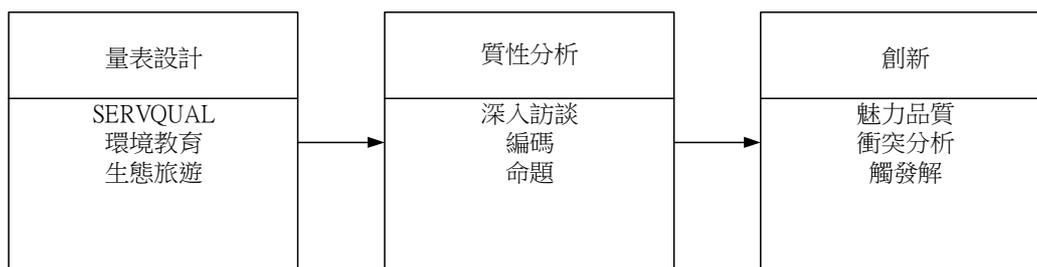 量表設計
SERVQUAL
環境教育
生態旅遊
質性分析
深入訪談
編碼
命題
創新
魅力品質
衝突分析
觸發解